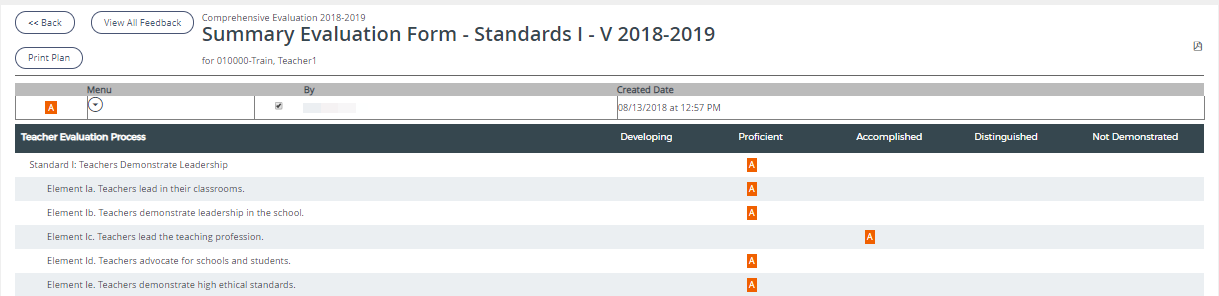 << Back
View All Feedback
Print Plan
Comprehensive Evaluation 2018-2019
Summary Evaluation Form - Standards I - V 2018-2019
for 010000-Train, Teacher1
Menu By Created Date
A 08/13/2018 at 12:57 PM
Teacher Evaluation Process Developing Proficient Accomplished Distinguished Not Demonstrated
Standard I: Teachers Demonstrate Leadership A
Element Ia. Teachers lead in their classrooms. A
Element Ib. Teachers demonstrate leadership in the school. A
Element Ic. Teachers lead the teaching profession. A
Element Id. Teachers advocate for schools and students. A
Element Ie. Teachers demonstrate high ethical standards. A